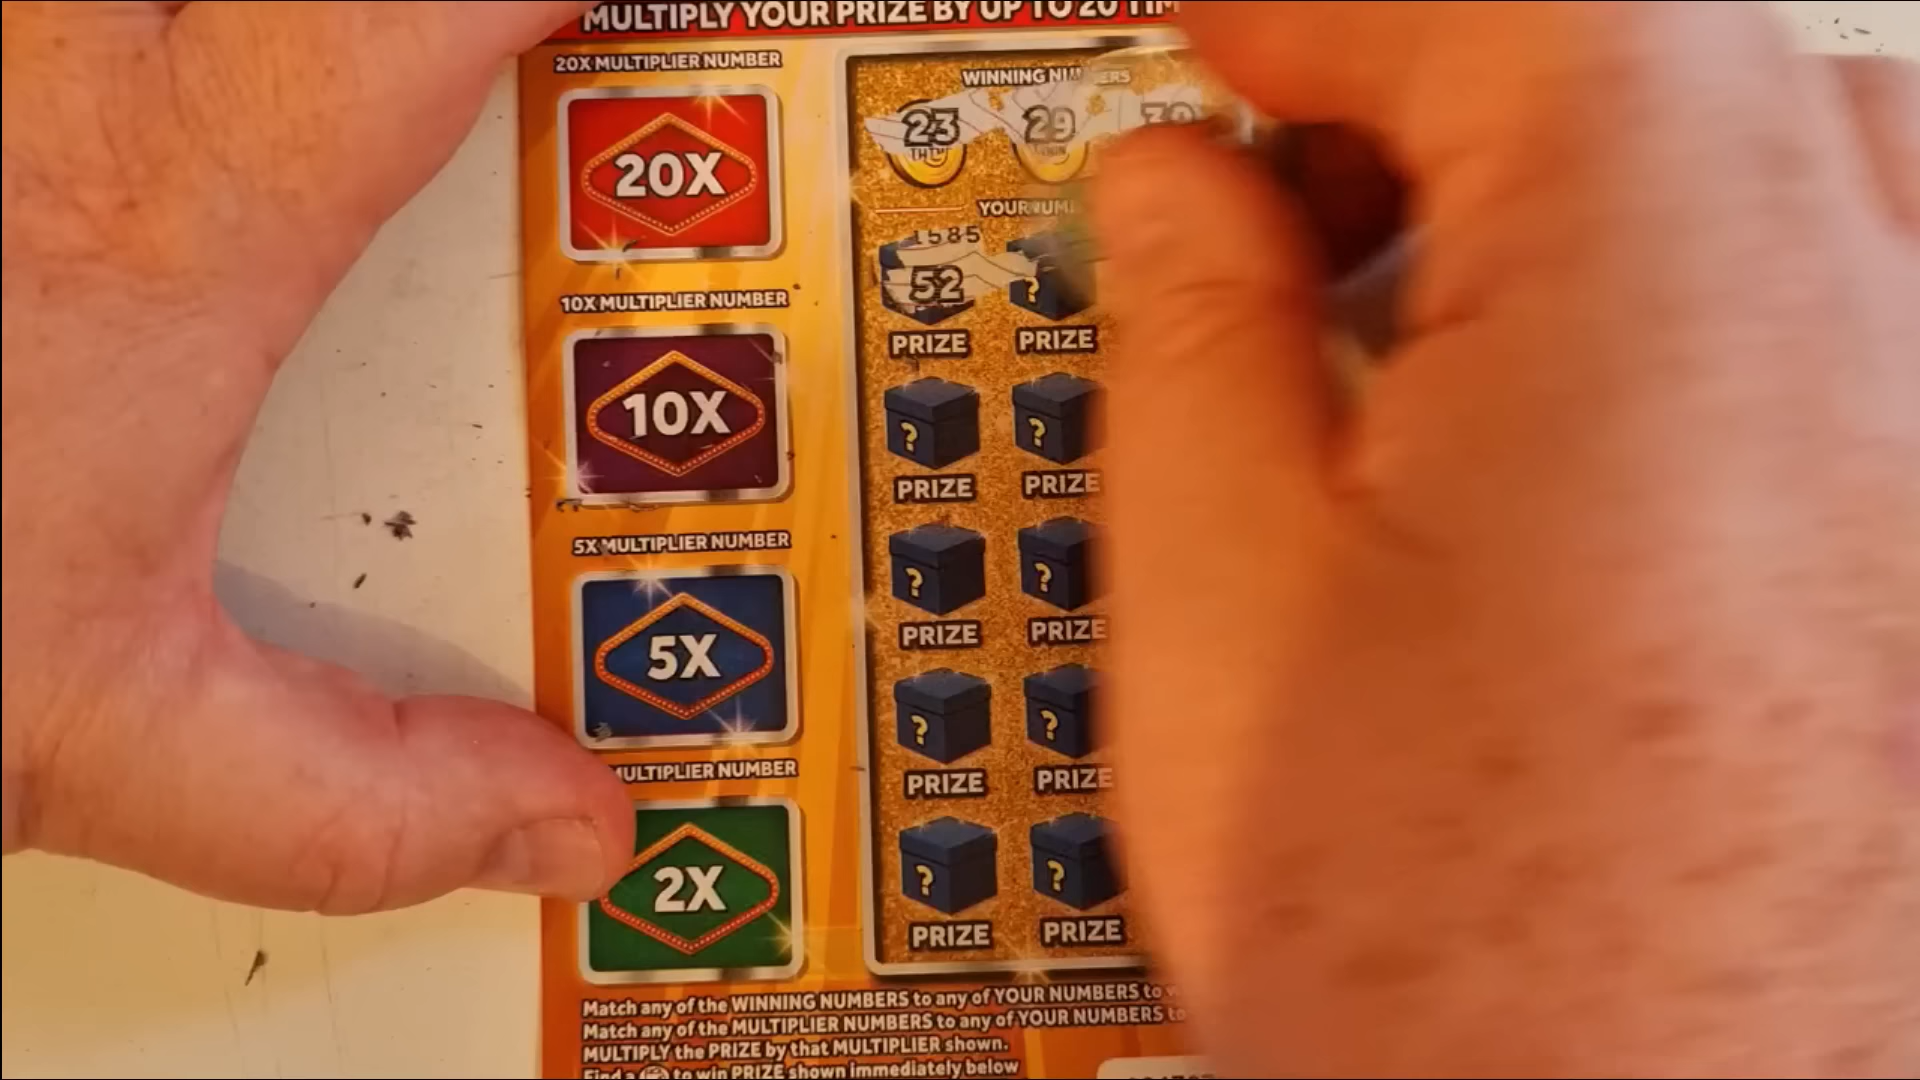 MULTIPLY YOUR PRIZE BY UP TO 20
20X MULTIPLIER NUMBER
20X
10X MULTIPLIER NUMBER
10X
5X MULTIPLIER NUMBER
5X
MULTIPLIER NUMBER
2X
WINNING
23 29
YOUR
1585
52
PRIZE PRIZE
? ?
PRIZE PRIZE
? ?
PRIZE PRIZE
? ?
PRIZE PRIZE
? ?
PRIZE PRIZE
Match any of the WINNING NUMBERS to any of YOUR NUMBERS to
Match any of the MULTIPLIER NUMBERS to any of YOUR NUMBERS to
MULTIPLY the PRIZE by that MULTIPLIER shown.
Find a to win PRIZE shown immediately below